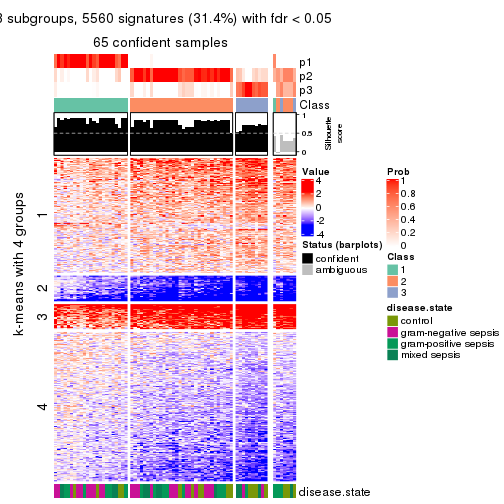 3 subgroups, 5560 signatures (31.4%) with fdr < 0.05
65 confident samples
p1
p2
p3
Class
1
0.5
0
Silhouette
score
k-means with 4 groups
1
2
3
4
disease.state
Value
4
2
0
-2
-4
Status (barplots)
confident
ambiguous
Prob
1
0.8
0.6
0.4
0.2
0
Class
1
2
3
disease.state
control
gram-negative sepsis
gram-positive sepsis
mixed sepsis